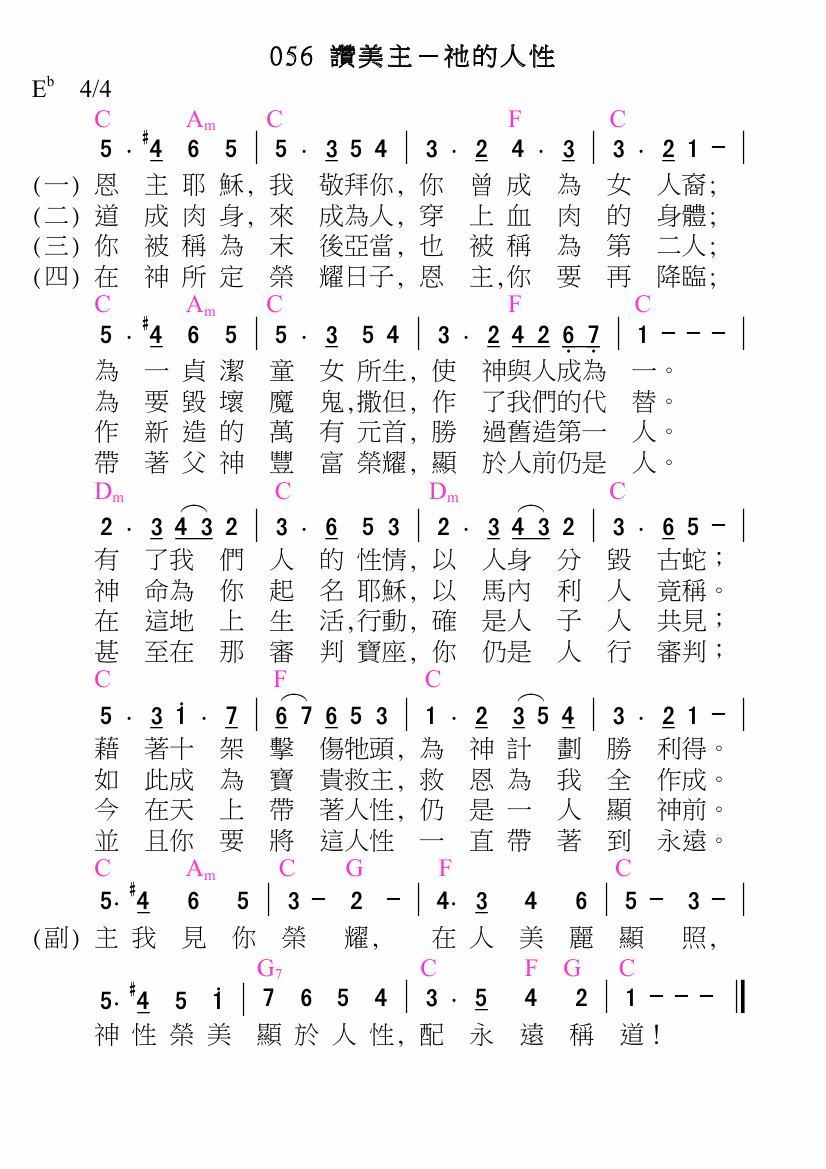 056 讚美主－祂的人性
E♭ 4/4
C Am C F C
5 · #4 6 5 | 5 · 3 5 4 | 3 · 2 4 · 3 | 3 · 2 1 － |
(一) 恩 主 耶 穌, 我 敬拜你, 你 曾 成 為 女 人裔;
(二) 道 成 肉 身, 來 成為人, 穿 上 血 肉 的 身體;
(三) 你 被 稱 為 末 後亞當, 也 被 稱 為 第 二人;
(四) 在 神 所 定 榮 耀日子, 恩 主,你 要 再 降臨;
C Am C F C
5 · #4 6 5 | 5 · 3 5 4 | 3 · 2 4 2 6̣ 7̣ | 1 － － － |
為 一 貞 潔 童 女 所生, 使 神與人成為 一。
為 要 毀 壞 魔 鬼,撒但, 作 了我們的代 替。
作 新 造 的 萬 有 元首, 勝 過舊造第一 人。
帶 著 父 神 豐 富 榮耀, 顯 於人前仍是 人。
Dm C Dm C
2 · 3 4 3 2 | 3 · 6 5 3 | 2 · 3 4 3 2 | 3 · 6 5 － |
有 了我 們 人 的 性情, 以 人身 分 毀 古蛇；
神 命為 你 起 名 耶穌, 以 馬內 利 人 竟稱。
在 這地 上 生 活,行動, 確 是人 子 人 共見；
甚 至在 那 審 判 寶座, 你 仍是 人 行 審判；
C F C
5 · 3 1̇ · 7 | 6 7 6 5 3 | 1 · 2 3 5 4 | 3 · 2 1 － |
藉 著十 架 擊 傷牠頭, 為 神 計 劃 勝 利得。
如 此成 為 寶 貴救主, 救 恩 為 我 全 作成。
今 在天 上 帶 著人性, 仍 是 一 人 顯 神前。
並 且你 要 將 這人性 一 直 帶 著 到 永遠。
C Am C G F C
5· #4 6 5 | 3 － 2 － | 4· 3 4 6 | 5 － 3 － |
(副) 主 我 見 你 榮 耀, 在 人 美 麗 顯 照,
G7 C F G C
5· #4 5 1̇ | 7 6 5 4 | 3 · 5 4 2 | 1 － － － ‖
神 性 榮 美 顯 於 人 性, 配 永 遠 稱 道!